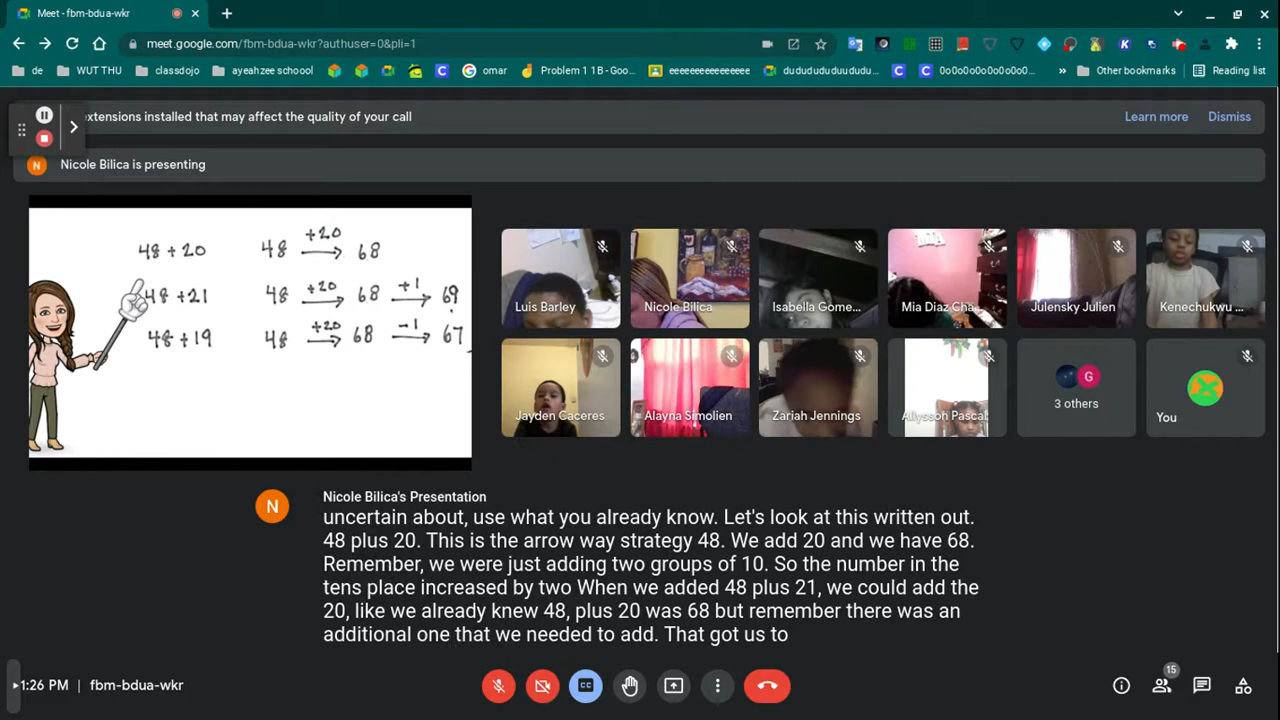 Meet - fbm-bdua-wkr
meet.google.com/fbm-bdua-wkr?authuser=0&pli=1
de WUT THU classdojo ayeahzee schoool omar Problem 1 1B - Goo... eeeeeeeeeeeeeee dududududuududu... 0o0o0o0o0o0o0o... » Other bookmarks Reading list
extensions installed that may affect the quality of your call Learn more Dismiss
N Nicole Bilica is presenting
48 + 20 48 +20 68
48 + 21 48 +20 68 +1 69
48 + 19 48 +20 68 -1 67
Luis Barley Nicole Bilica Isabella Gome... Mia Diaz Cha... Julensky Julien Kenechukwu ...
G
Jayden Caceres Alayna Simolien Zariah Jennings Allysson Pasca... 3 others You
N Nicole Bilica's Presentation
uncertain about, use what you already know. Let's look at this written out.
48 plus 20. This is the arrow way strategy 48. We add 20 and we have 68.
Remember, we were just adding two groups of 10. So the number in the
tens place increased by two When we added 48 plus 21, we could add the
20, like we already knew 48, plus 20 was 68 but remember there was an
additional one that we needed to add. That got us to
15
1:26 PM fbm-bdua-wkr